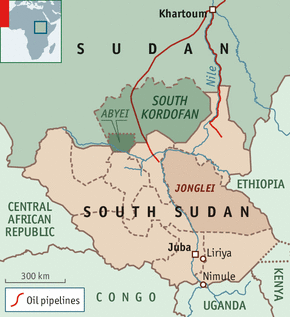 Khartoum
SUDAN
Nile
SOUTH
KORDOFAN
ABYEI
JONGLEI
ETHIOPIA
CENTRAL
AFRICAN
REPUBLIC
SOUTH SUDAN
Juba
Liriya
Nimule
300 km
Oil pipelines
CONGO
UGANDA
KENYA